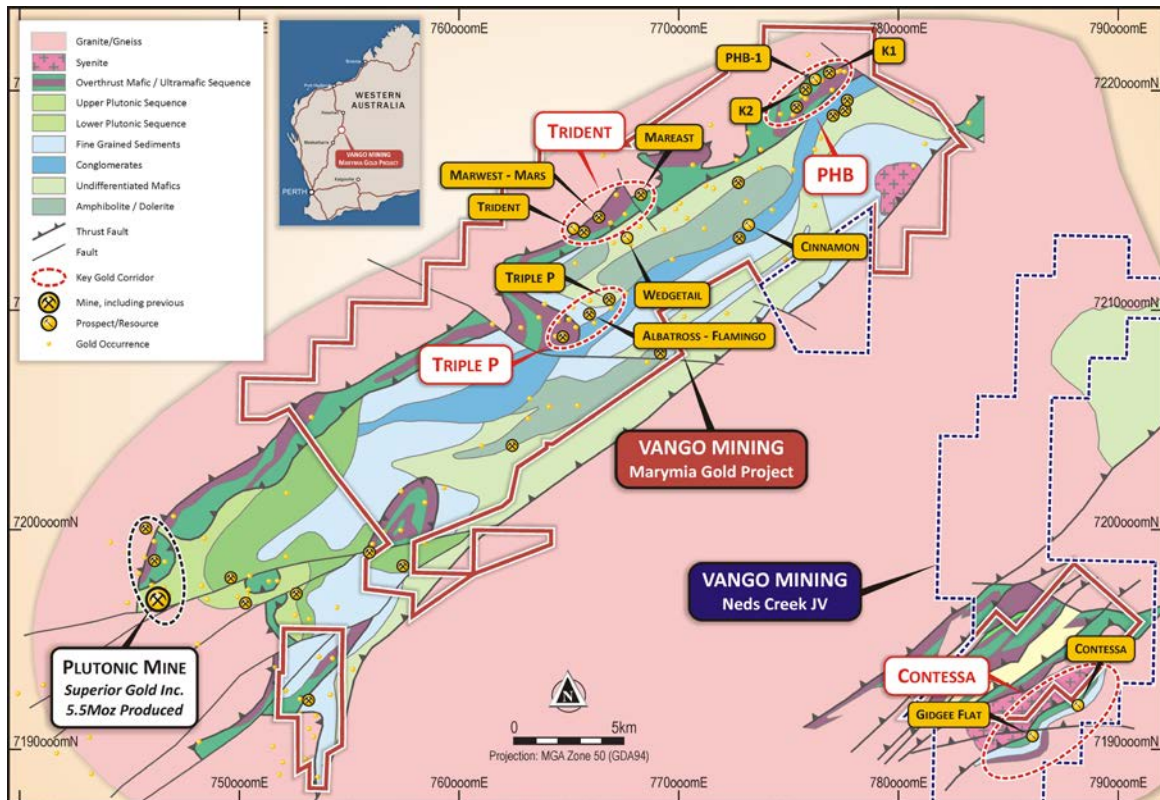 760000mE
770000mE
780000mE
790000mE
Granite/Gneiss
Syenite
Overthrust Mafic / Ultramafic Sequence
Upper Plutonic Sequence
Lower Plutonic Sequence
Fine Grained Sediments
Conglomerates
Undifferentiated Mafics
Amphibolite / Dolerite
Thrust Fault
Fault
Key Gold Corridor
Mine, including previous
Prospect/Resource
Gold Occurrence
WESTERN
AUSTRALIA
VANGO MINING
MARYMIA GOLD PROJECT
PERTH
PHB-1
K1
K2
7220000mN
TRIDENT
MAREAST
MARWEST - MARS
TRIDENT
PHB
CINNAMON
TRIPLE P
WEDGETAIL
7210000mN
ALBATROSS - FLAMINGO
TRIPLE P
VANGO MINING
Marymia Gold Project
7200000mN
7200000mN
VANGO MINING
Neds Creek JV
PLUTONIC MINE
Superior Gold Inc.
5.5Moz Produced
CONTESSA
CONTESSA
GIDGEE FLAT
N
0
5km
Projection: MGA Zone 50 (GDA94)
7190000mN
7190000mN
750000mE
760000mE
770000mE
780000mE
790000mE